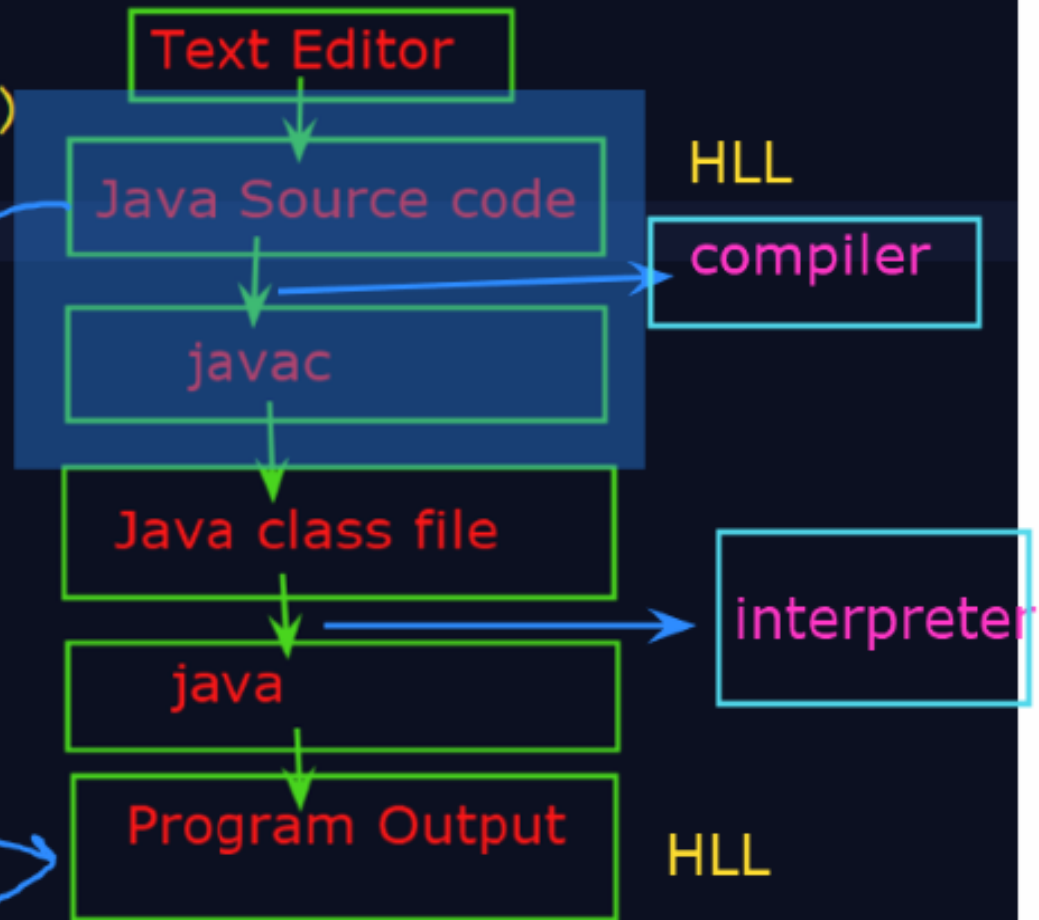 Text Editor
)
Java Source code
HLL
compiler
javac
Java class file
interpreter
java
Program Output
HLL